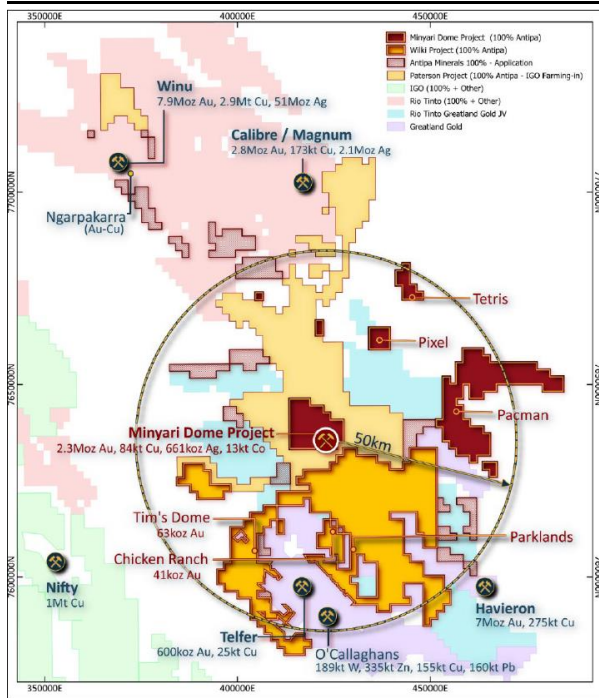 350000E
400000E
450000E
Minyari Dome Project (100% Antipa)
Wilki Project (100% Antipa)
Antipa Minerals 100% - Application
Paterson Project (100% Antipa - IGO Farming-in)
IGO (100% + Other)
Rio Tinto (100% + Other)
Rio Tinto Greatland Gold JV
Greatland Gold
Winu
7.9Moz Au, 2.9Mt Cu, 51Moz Ag
Calibre / Magnum
2.8Moz Au, 173kt Cu, 2.1Moz Ag
7700000N
7700000N
Ngarpakarra
(Au-Cu)
Tetris
Pixel
7650000N
7650000N
Pacman
Minyari Dome Project
2.3Moz Au, 84kt Cu, 661koz Ag, 13kt Co
50km
Tim's Dome
63koz Au
Parklands
Chicken Ranch
41koz Au
7600000N
7600000N
Nifty
1Mt Cu
Havieron
7Moz Au, 275kt Cu
Telfer
600koz Au, 25kt Cu
O'Callaghans
189kt W, 335kt Zn, 155kt Cu, 160kt Pb
350000E
400000E
450000E